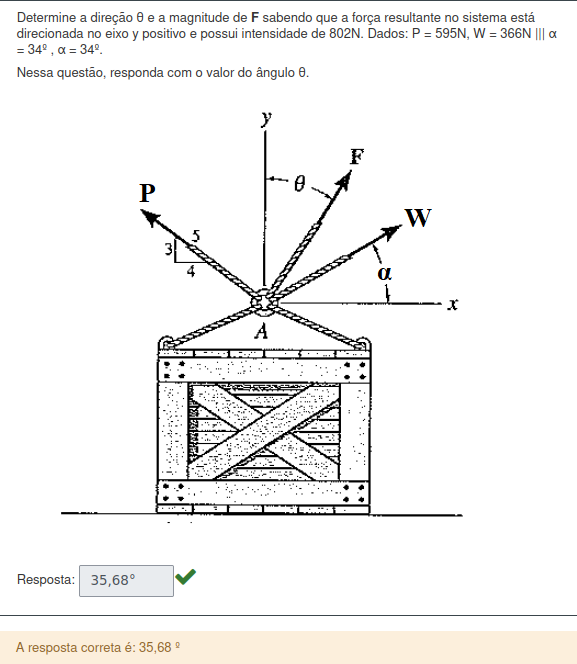 Determine a direção θ e a magnitude de F sabendo que a força resultante no sistema está
direcionada no eixo y positivo e possui intensidade de 802N. Dados: P = 595N, W = 366N ||| α
= 34º , α = 34º.
Nessa questão, responda com o valor do ângulo θ.
y
F
θ
P
W
5
3
4
α
x
A
Resposta: 35,68°
A resposta correta é: 35,68 º